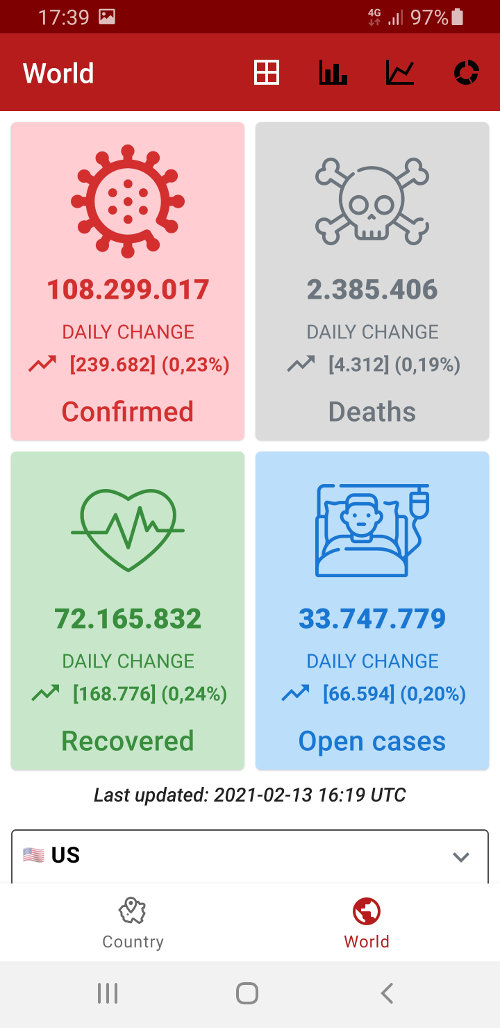 17:39 4G 97%
World
108.299.017
DAILY CHANGE
[239.682] (0,23%)
Confirmed
2.385.406
DAILY CHANGE
[4.312] (0,19%)
Deaths
72.165.832
DAILY CHANGE
[168.776] (0,24%)
Recovered
33.747.779
DAILY CHANGE
[66.594] (0,20%)
Open cases
Last updated: 2021-02-13 16:19 UTC
US
Country
World